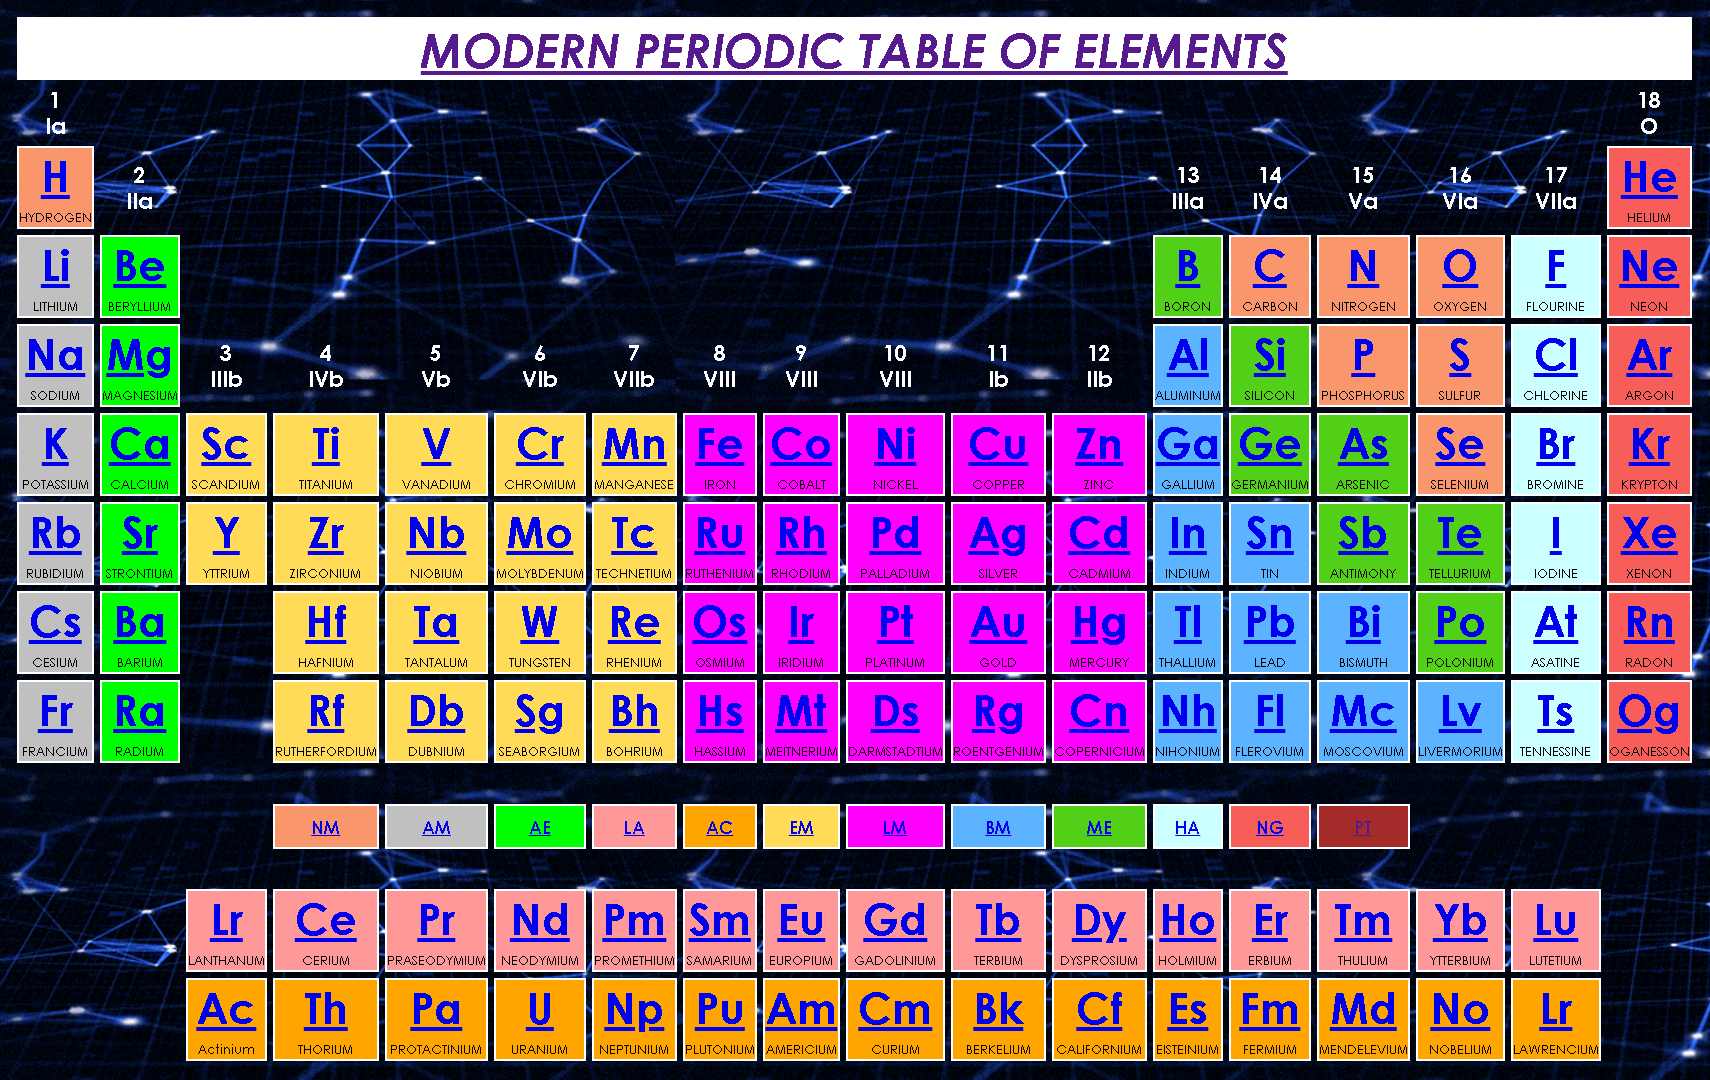 MODERN PERIODIC TABLE OF ELEMENTS
1 18
Ia O
H 2 13 14 15 16 17 He
HYDROGEN IIa IIIa IVa Va VIa VIIa HELIUM
Li Be B C N O F Ne
LITHIUM BERYLLIUM BORON CARBON NITROGEN OXYGEN FLOURINE NEON
Na Mg 3 4 5 6 7 8 9 10 11 12 Al Si P S Cl Ar
SODIUM MAGNESIUM IIIb IVb Vb VIb VIIb VIII VIII VIII Ib IIb ALUMINUM SILICON PHOSPHORUS SULFUR CHLORINE ARGON
K Ca Sc Ti V Cr Mn Fe Co Ni Cu Zn Ga Ge As Se Br Kr
POTASSIUM CALCIUM SCANDIUM TITANIUM VANADIUM CHROMIUM MANGANESE IRON COBALT NICKEL COPPER ZINC GALLIUM GERMANIUM ARSENIC SELENIUM BROMINE KRYPTON
Rb Sr Y Zr Nb Mo Tc Ru Rh Pd Ag Cd In Sn Sb Te I Xe
RUBIDIUM STRONTIUM YTTRIUM ZIRCONIUM NIOBIUM MOLYBDENUM TECHNETIUM RUTHENIUM RHODIUM PALLADIUM SILVER CADMIUM INDIUM TIN ANTIMONY TELLURIUM IODINE XENON
Cs Ba Hf Ta W Re Os Ir Pt Au Hg Tl Pb Bi Po At Rn
CESIUM BARIUM HAFNIUM TANTALUM TUNGSTEN RHENIUM OSMIUM IRIDIUM PLATINUM GOLD MERCURY THALLIUM LEAD BISMUTH POLONIUM ASATINE RADON
Fr Ra Rf Db Sg Bh Hs Mt Ds Rg Cn Nh Fl Mc Lv Ts Og
FRANCIUM RADIUM RUTHERFORDIUM DUBNIUM SEABORGIUM BOHRIUM HASSIUM MEITNERIUM DARMSTADTIUM ROENTGENIUM COPERNICIUM NIHONIUM FLEROVIUM MOSCOVIUM LIVERMORIUM TENNESSINE OGANESSON
NM AM AE LA AC EM LM BM ME HA NG PT
Lr Ce Pr Nd Pm Sm Eu Gd Tb Dy Ho Er Tm Yb Lu
LANTHANUM CERIUM PRASEODYMIUM NEODYMIUM PROMETHIUM SAMARIUM EUROPIUM GADOLINIUM TERBIUM DYSPROSIUM HOLMIUM ERBIUM THULIUM YTTERBIUM LUTETIUM
Ac Th Pa U Np Pu Am Cm Bk Cf Es Fm Md No Lr
Actinium THORIUM PROTACTINIUM URANIUM NEPTUNIUM PLUTONIUM AMERICIUM CURIUM BERKELIUM CALIFORNIUM EISTEINIUM FERMIUM MENDELEVIUM NOBELIUM LAWRENCIUM